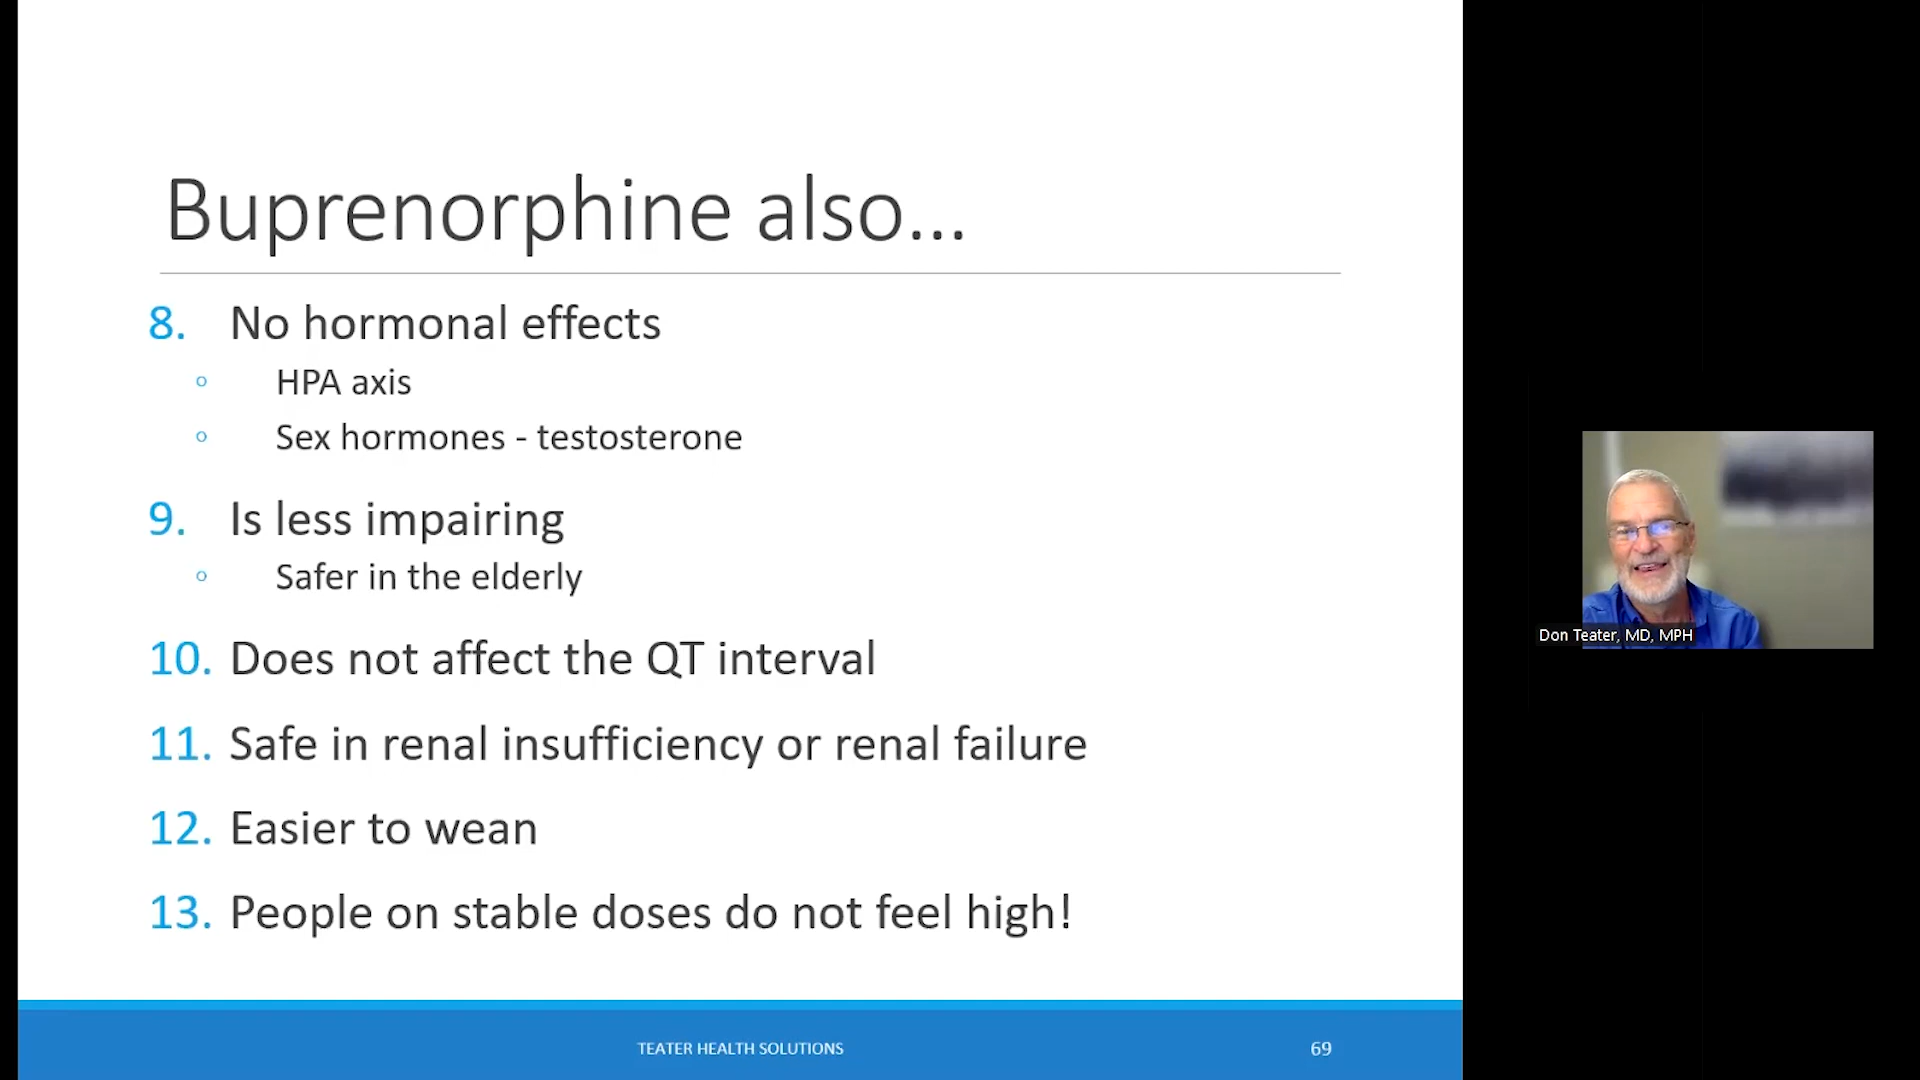 Buprenorphine also...
8. No hormonal effects
o HPA axis
o Sex hormones - testosterone
9. Is less impairing
o Safer in the elderly
10. Does not affect the QT interval
11. Safe in renal insufficiency or renal failure
12. Easier to wean
13. People on stable doses do not feel high!
TEATER HEALTH SOLUTIONS
69
Don Teater, MD, MPH